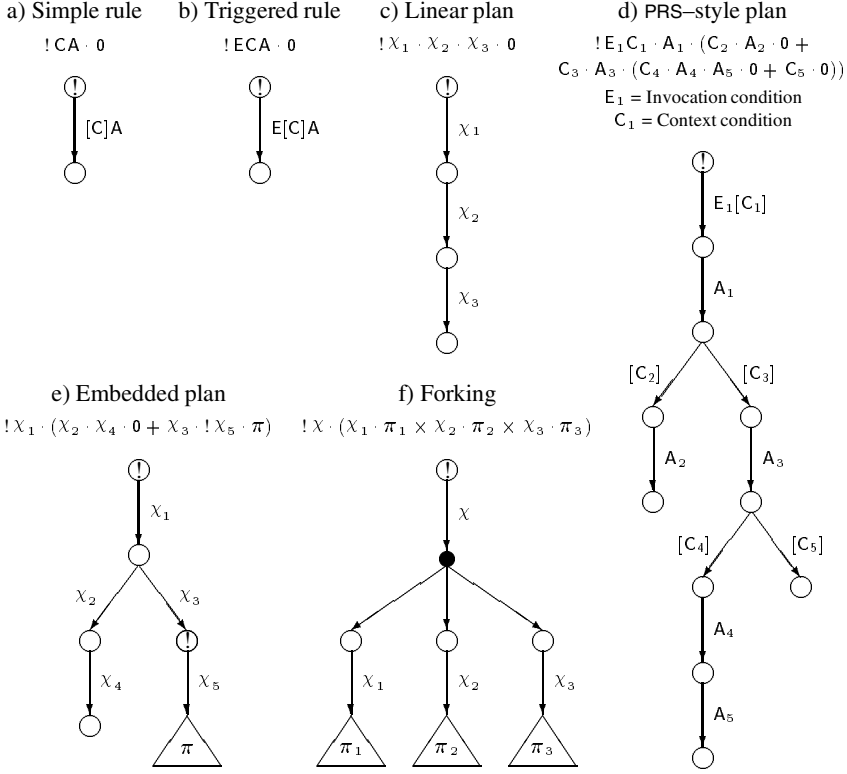 a) Simple rule
! CA · 0
!
[C]A
b) Triggered rule
! ECA · 0
!
E[C]A
c) Linear plan
! χ₁ · χ₂ · χ₃ · 0
!
χ₁
χ₂
χ₃
d) PRS–style plan
! E₁C₁ · A₁ · (C₂ · A₂ · 0 +
C₃ · A₃ · (C₄ · A₄ · A₅ · 0 + C₅ · 0))
E₁ = Invocation condition
C₁ = Context condition
!
E₁[C₁]
A₁
[C₂] [C₃]
A₂ A₃
[C₄] [C₅]
A₄
A₅
e) Embedded plan
! χ₁ · (χ₂ · χ₄ · 0 + χ₃ · ! χ₅ · π)
!
χ₁
χ₂ χ₃
!
χ₄ χ₅
π
f) Forking
! χ · (χ₁ · π₁ × χ₂ · π₂ × χ₃ · π₃)
!
χ
χ₁ χ₂ χ₃
π₁ π₂ π₃